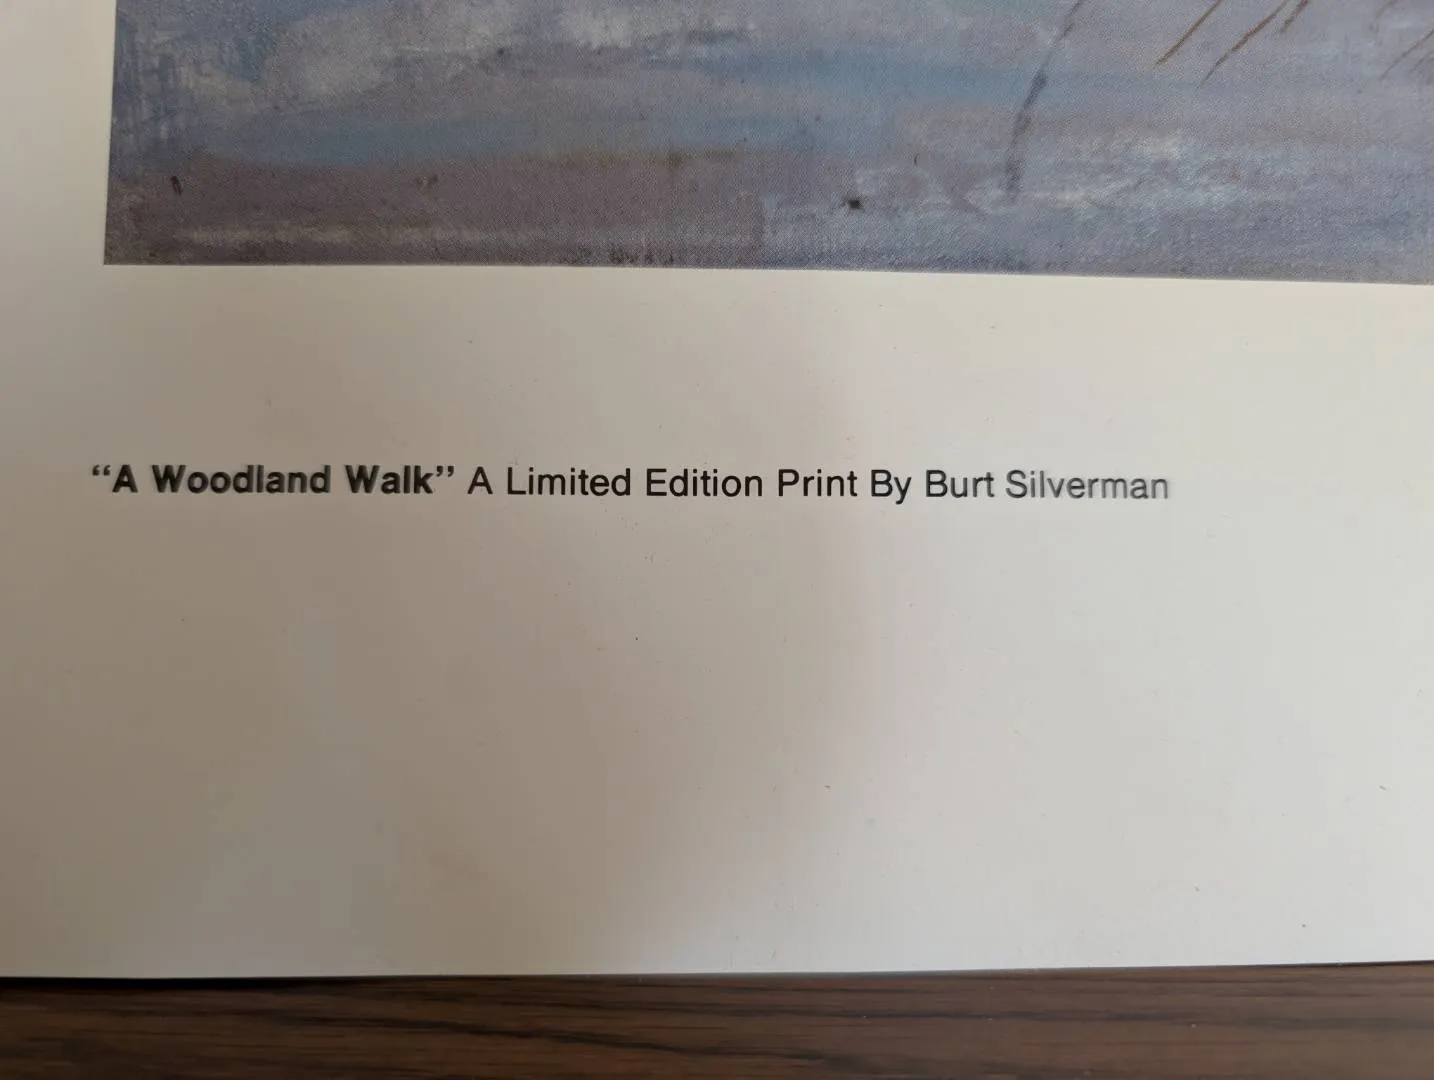 “A Woodland Walk” A Limited Edition Print By Burt Silverman